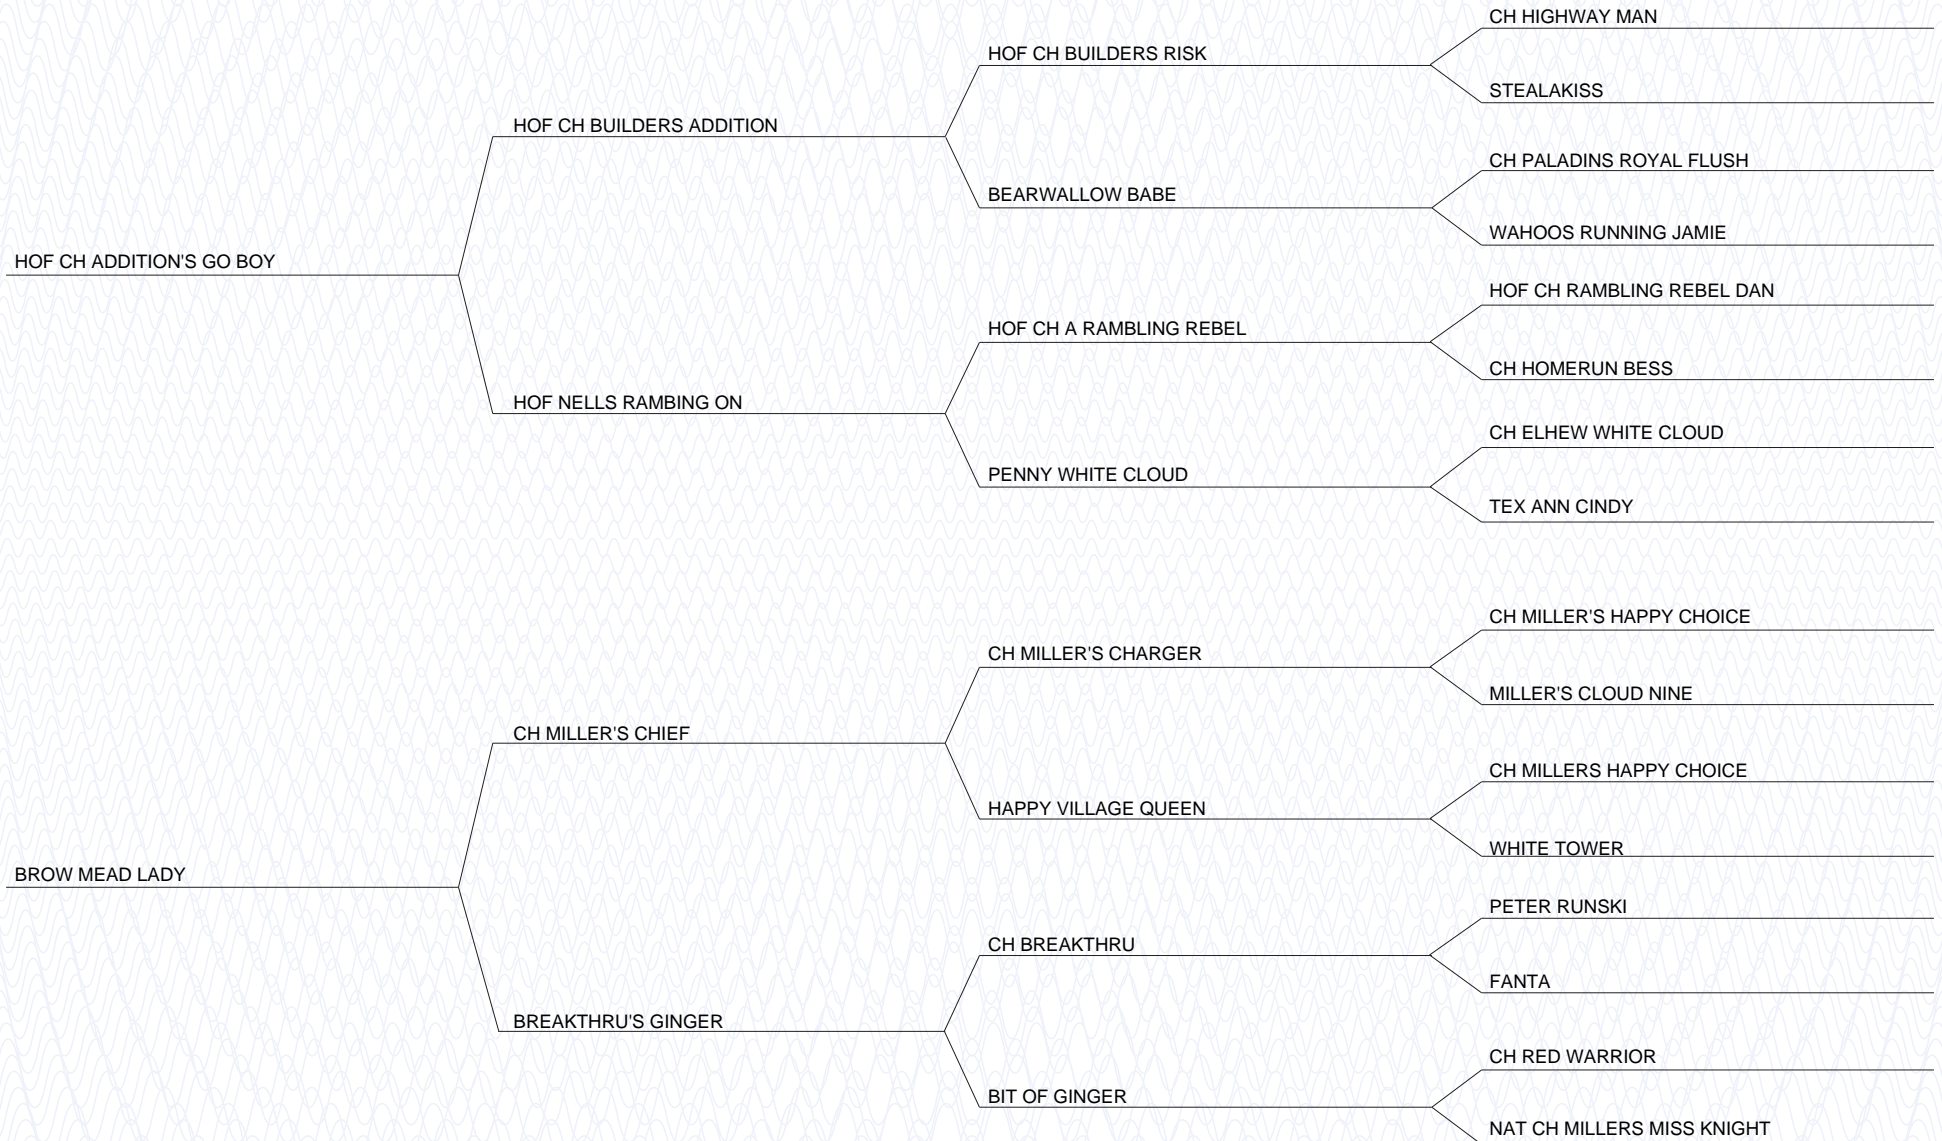 CH HIGHWAY MAN
HOF CH BUILDERS RISK
STEALAKISS
HOF CH BUILDERS ADDITION
CH PALADINS ROYAL FLUSH
BEARWALLOW BABE
WAHOOS RUNNING JAMIE
HOF CH ADDITION'S GO BOY
HOF CH RAMBLING REBEL DAN
HOF CH A RAMBLING REBEL
CH HOMERUN BESS
HOF NELLS RAMBING ON
CH ELHEW WHITE CLOUD
PENNY WHITE CLOUD
TEX ANN CINDY
CH MILLER'S HAPPY CHOICE
CH MILLER'S CHARGER
MILLER'S CLOUD NINE
CH MILLER'S CHIEF
CH MILLERS HAPPY CHOICE
HAPPY VILLAGE QUEEN
WHITE TOWER
BROW MEAD LADY
PETER RUNSKI
CH BREAKTHRU
FANTA
BREAKTHRU'S GINGER
CH RED WARRIOR
BIT OF GINGER
NAT CH MILLERS MISS KNIGHT